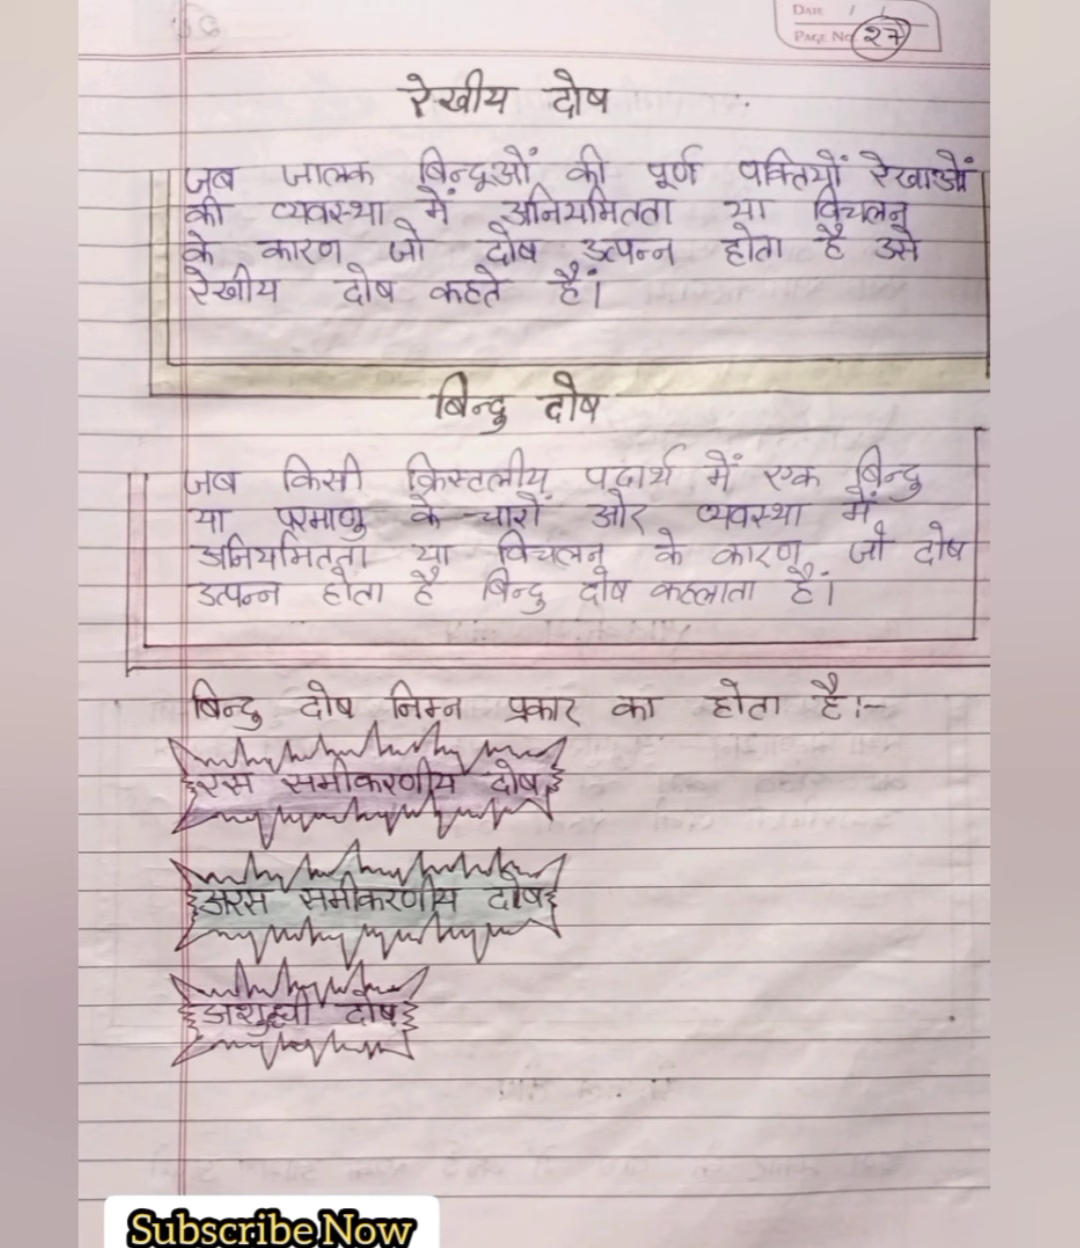 DATE / /
PAGE NO. 27
रेखीय दोष
जब जालक बिन्दूओं की पूर्ण पक्तियों रेखाओं
की व्यवस्था में अनियमितता या विचलन
के कारण जो दोष उत्पन्न होता है उसे
रेखीय दोष कहते हैं।
बिन्दु दोष
जब किसी क्रिस्टलीय पदार्थ में एक बिन्दु
या परमाणु के चारों ओर व्यवस्था में
अनियमितता या विचलन के कारण जो दोष
उत्पन्न होता है बिन्दु दोष कहलाता है।
बिन्दु दोष निम्न प्रकार का होता है:-
रस समीकरणीय दोष
अरस समीकरणीय दोष
अशुद्धी दोष
Subscribe Now